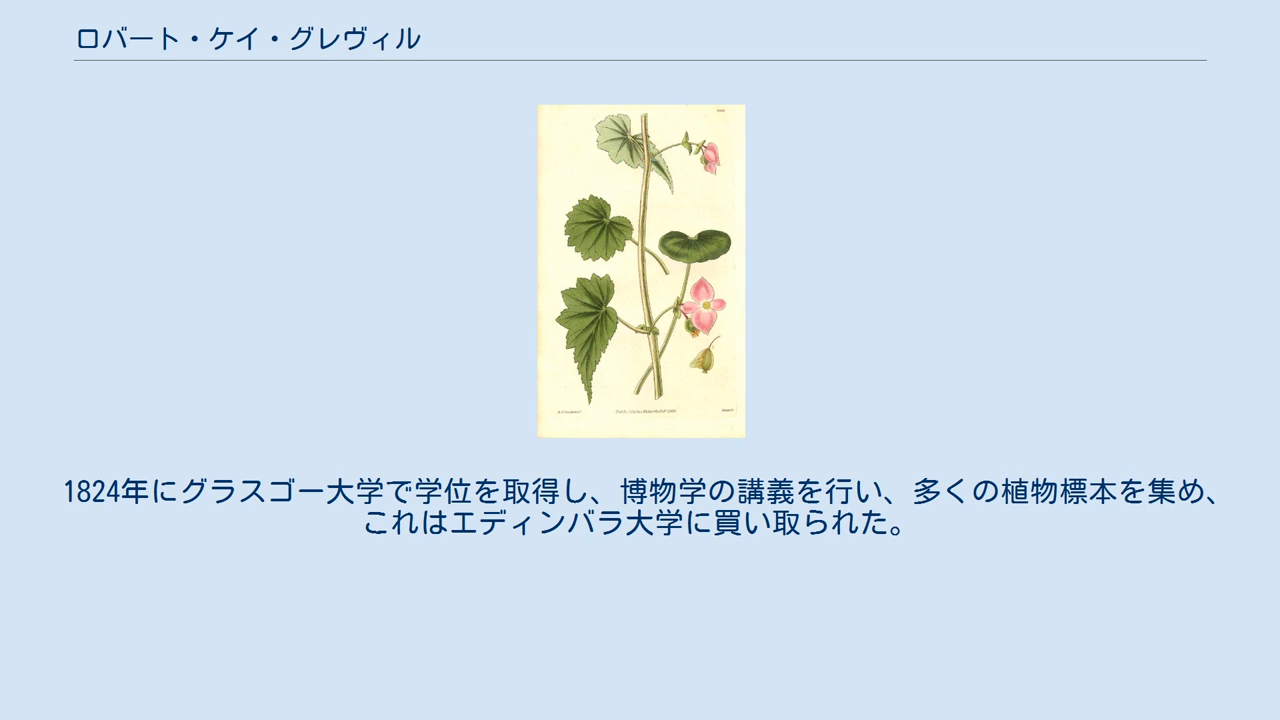 ロバート・ケイ・グレヴィル
1824年にグラスゴー大学で学位を取得し、博物学の講義を行い、多くの植物標本を集め、
これはエディンバラ大学に買い取られた。